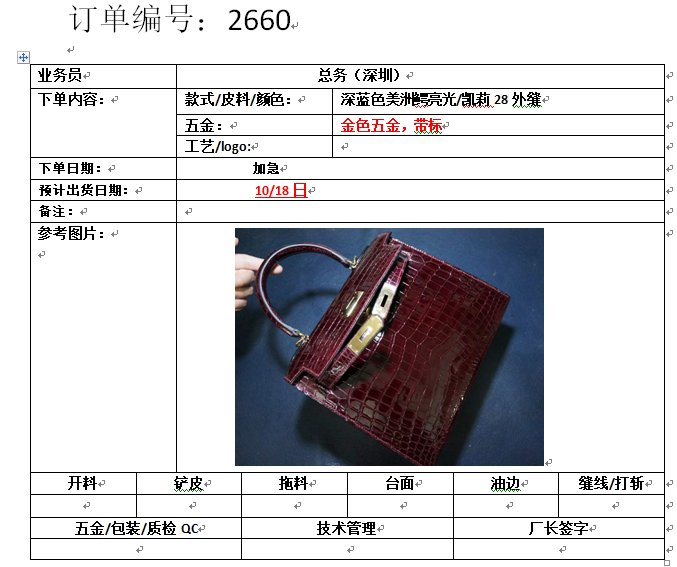 订单编号：2660
业务员 总务（深圳）
下单内容： 款式/皮料/颜色： 深蓝色美洲鳄亮光/凯莉 28 外缝
五金： 金色五金，带标
工艺/logo:
下单日期： 加急
预计出货日期： 10/18 日
备注：
参考图片：
开料 铲皮 拖料 台面 油边 缝线/打斩
五金/包装/质检 QC 技术管理 厂长签字